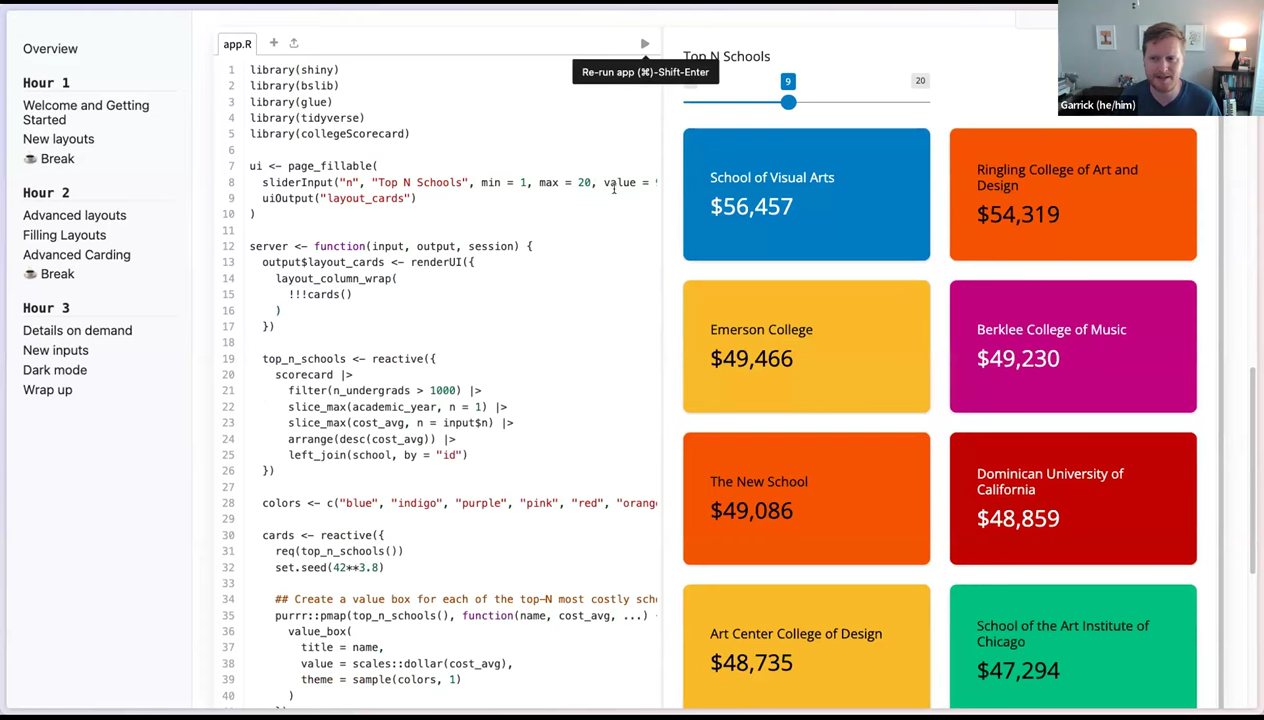 Overview
Hour 1
Welcome and Getting
Started
New layouts
☕ Break
Hour 2
Advanced layouts
Filling Layouts
Advanced Carding
☕ Break
Hour 3
Details on demand
New inputs
Dark mode
Wrap up
app.R
Re-run app (⌘)-Shift-Enter
1 library(shiny)
2 library(bslib)
3 library(glue)
4 library(tidyverse)
5 library(collegeScorecard)
6
7 ui <- page_fillable(
8 sliderInput("n", "Top N Schools", min = 1, max = 20, value = 9
9 uiOutput("layout_cards")
10 )
11
12 server <- function(input, output, session) {
13 output$layout_cards <- renderUI({
14 layout_column_wrap(
15 !!!cards()
16 )
17 })
18
19 top_n_schools <- reactive({
20 scorecard |>
21 filter(n_undergrads > 1000) |>
22 slice_max(academic_year, n = 1) |>
23 slice_max(cost_avg, n = input$n) |>
24 arrange(desc(cost_avg)) |>
25 left_join(school, by = "id")
26 })
27
28 colors <- c("blue", "indigo", "purple", "pink", "red", "orang
29
30 cards <- reactive({
31 req(top_n_schools())
32 set.seed(42**3.8)
33
34 ## Create a value box for each of the top-N most costly scho
35 purrr::pmap(top_n_schools(), function(name, cost_avg, ...)
36 value_box(
37 title = name,
38 value = scales::dollar(cost_avg),
39 theme = sample(colors, 1)
40 )
Top N Schools
9
20
School of Visual Arts
$56,457
Ringling College of Art and
Design
$54,319
Emerson College
$49,466
Berklee College of Music
$49,230
The New School
$49,086
Dominican University of
California
$48,859
Art Center College of Design
$48,735
School of the Art Institute of
Chicago
$47,294
Garrick (he/him)